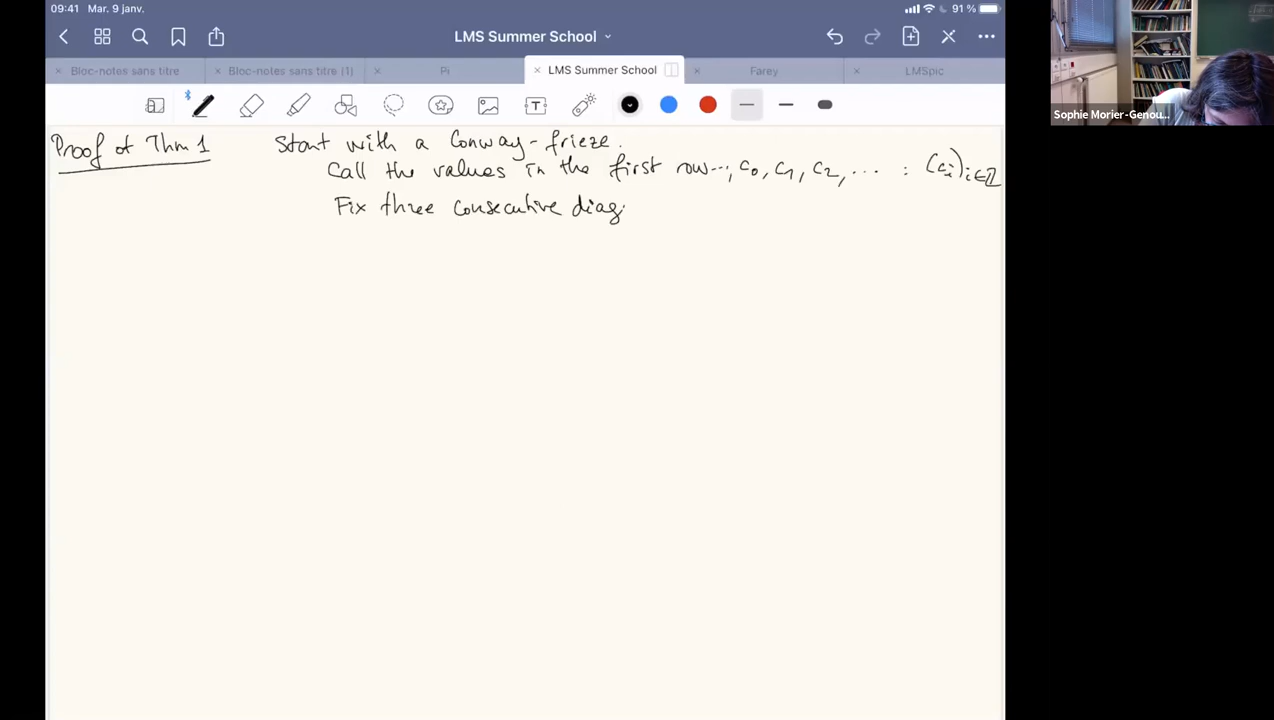 09:41 Mar. 9 janv.
91 %
LMS Summer School
Bloc-notes sans titre
Bloc-notes sans titre (1)
Pi
LMS Summer School
Farey
LMSpic
Sophie Morier-Genou...
Proof of Thm 1 Start with a Conway-frieze.
Call the values in the first row ..., c₀, c₁, c₂, ... : (cᵢ)ᵢ∈ℤ
Fix three consecutive diag